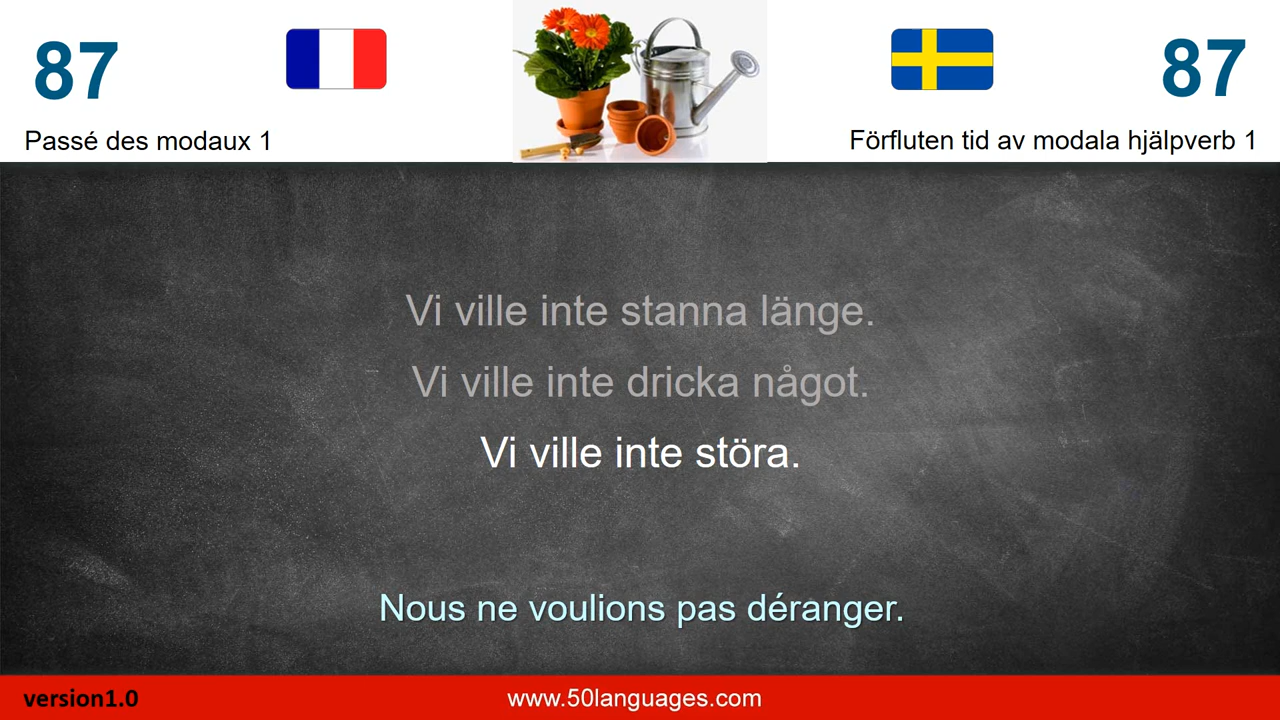 87
87
Passé des modaux 1
Förfluten tid av modala hjälpverb 1
Vi ville inte stanna länge.
Vi ville inte dricka något.
Vi ville inte störa.
Nous ne voulions pas déranger.
version1.0
www.50languages.com